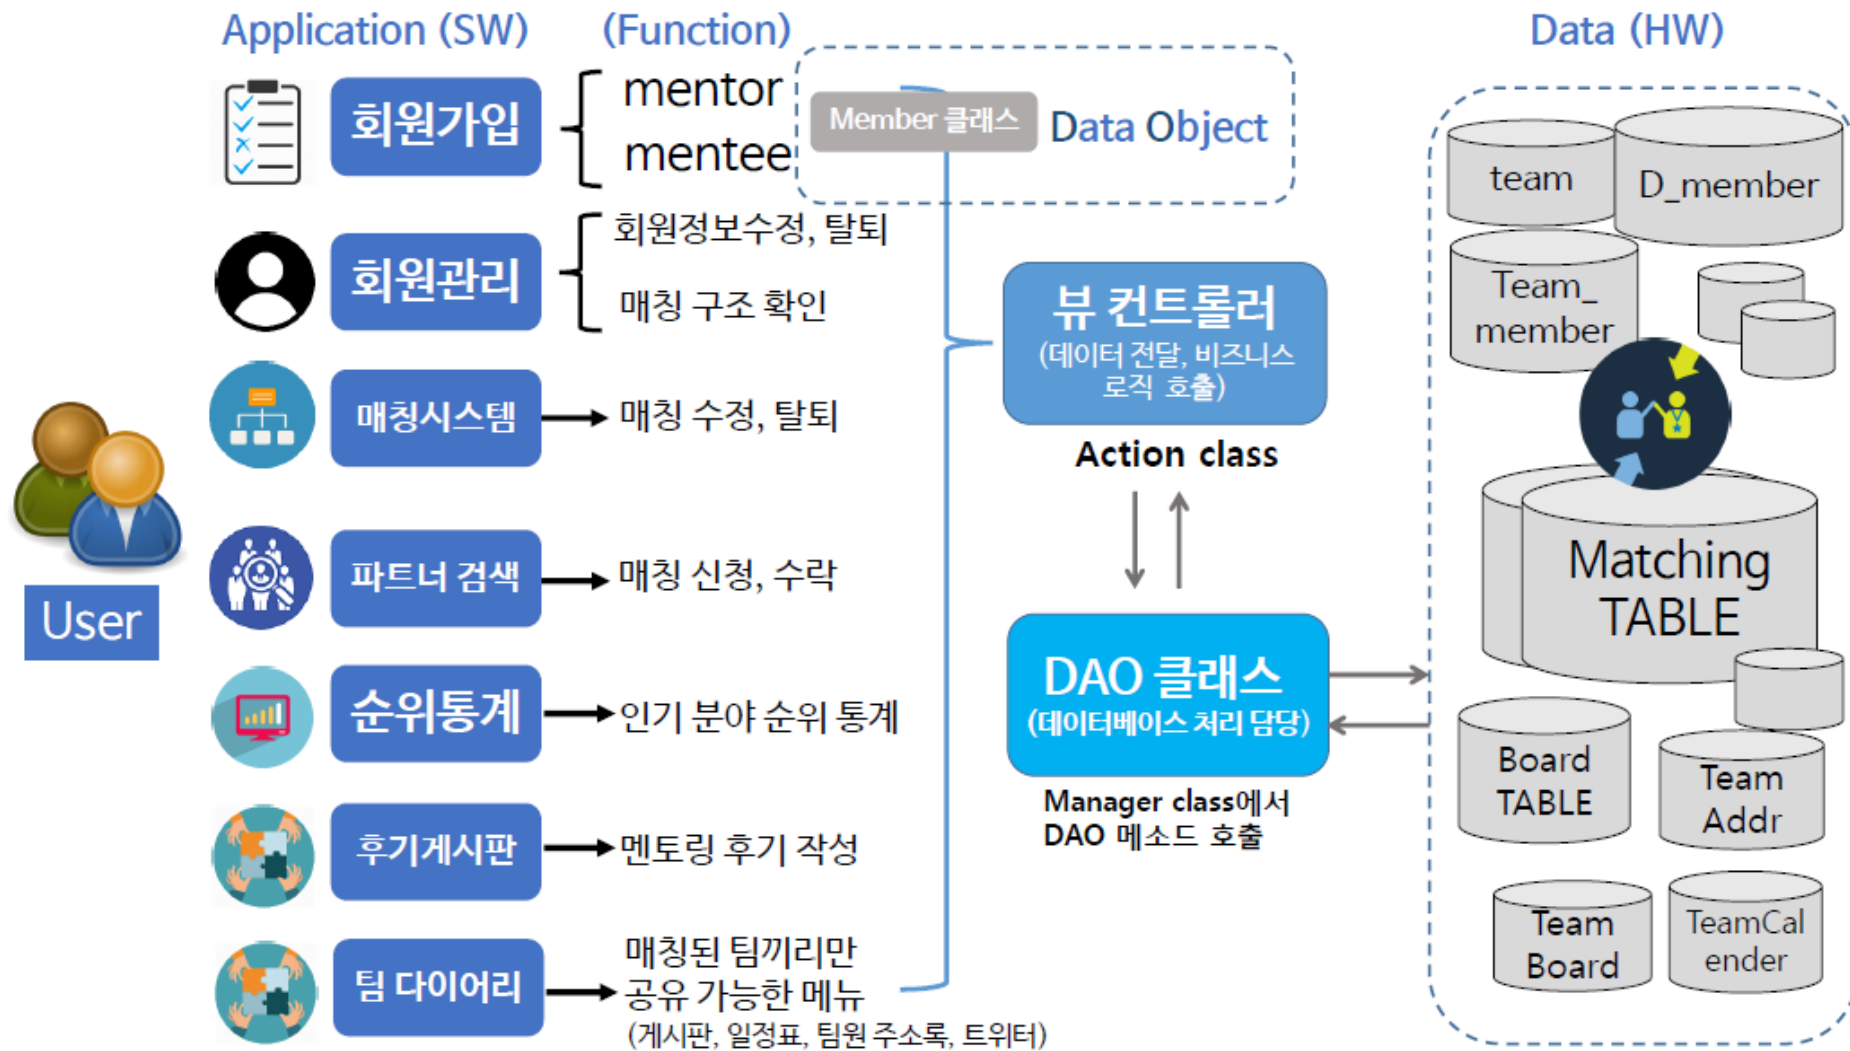 Application (SW)
(Function)
Data (HW)
회원가입
mentor
mentee
Member 클래스
Data Object
회원관리
회원정보수정, 탈퇴
매칭 구조 확인
매칭시스템
매칭 수정, 탈퇴
파트너 검색
매칭 신청, 수락
순위통계
인기 분야 순위 통계
후기게시판
멘토링 후기 작성
팀 다이어리
매칭된 팀끼리만
공유 가능한 메뉴
(게시판, 일정표, 팀원 주소록, 트위터)
User
뷰 컨트롤러
(데이터 전달, 비즈니스
로직 호출)
Action class
DAO 클래스
(데이터베이스 처리 담당)
Manager class에서
DAO 메소드 호출
team
D_member
Team_
member
Matching
TABLE
Board
TABLE
Team
Addr
Team
Board
TeamCal
ender